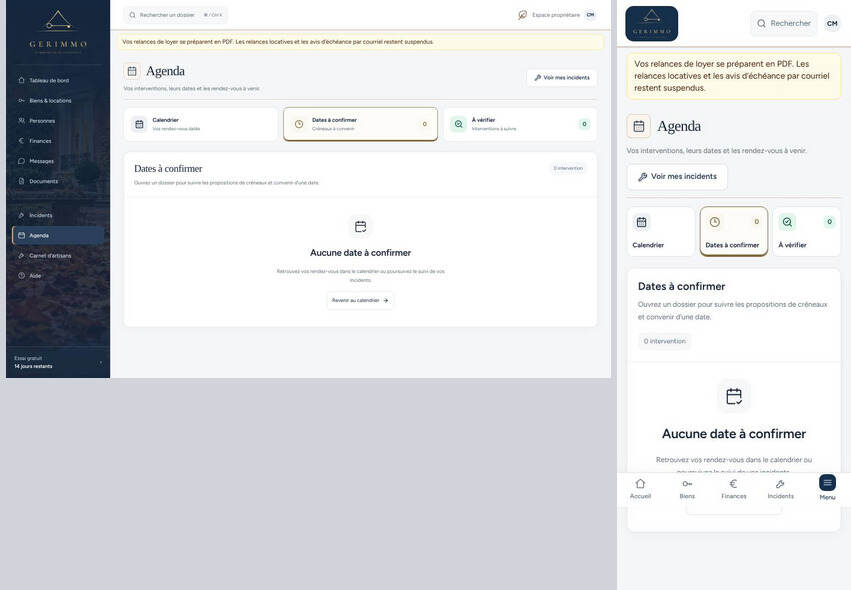 GERIMMO
Tableau de bord
Biens & locations
Personnes
Finances
Messages
Documents
Incidents
Agenda
Carnet d'artisans
Aide
Essai gratuit
14 jours restants
Rechercher un dossier
Espace propriétaire
CM
Vos relances de loyer se préparent en PDF. Les relances locatives et les avis d'échéance par courriel restent suspendus.
Agenda
Vos interventions, leurs dates et les rendez-vous à venir.
Voir mes incidents
Calendrier
Vos rendez-vous datés
Dates à confirmer
Créneaux à convenir
0
À vérifier
Interventions à suivre
0
Dates à confirmer
Ouvrez un dossier pour suivre les propositions de créneaux et convenir d'une date.
0 intervention
Aucune date à confirmer
Retrouvez vos rendez-vous dans le calendrier ou poursuivez le suivi de vos
incidents.
Revenir au calendrier
GERIMMO
Rechercher
CM
Vos relances de loyer se préparent en PDF. Les
relances locatives et les avis d'échéance par courriel
restent suspendus.
Agenda
Vos interventions, leurs dates et les rendez-vous à venir.
Voir mes incidents
Calendrier
0
Dates à confirmer
0
À vérifier
Dates à confirmer
Ouvrez un dossier pour suivre les propositions de créneaux
et convenir d'une date.
0 intervention
Aucune date à confirmer
Retrouvez vos rendez-vous dans le calendrier ou
Accueil
Biens
Finances
Incidents
Menu